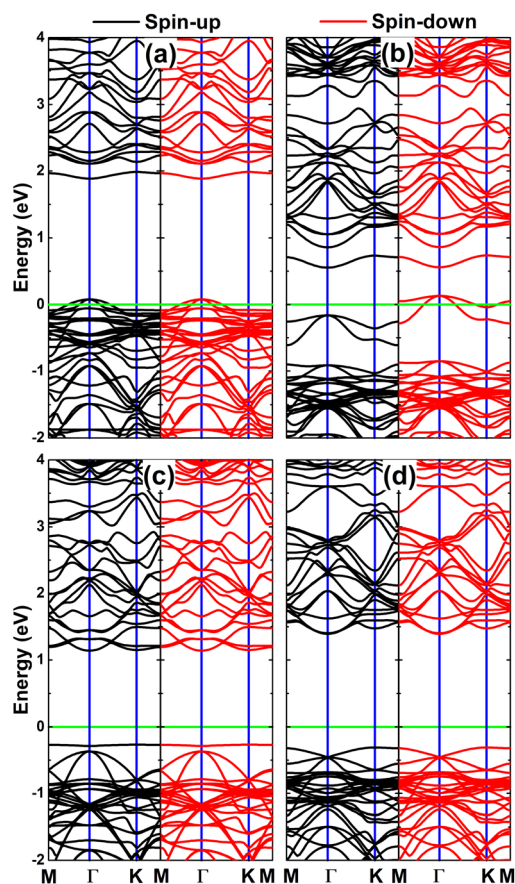 Spin-up Spin-down
(a) (b)
4
3
2
1
0
-1
-2
Energy (eV)
(c) (d)
4
3
2
1
0
-1
-2
Energy (eV)
M Γ K M Γ K M M Γ K M Γ K M